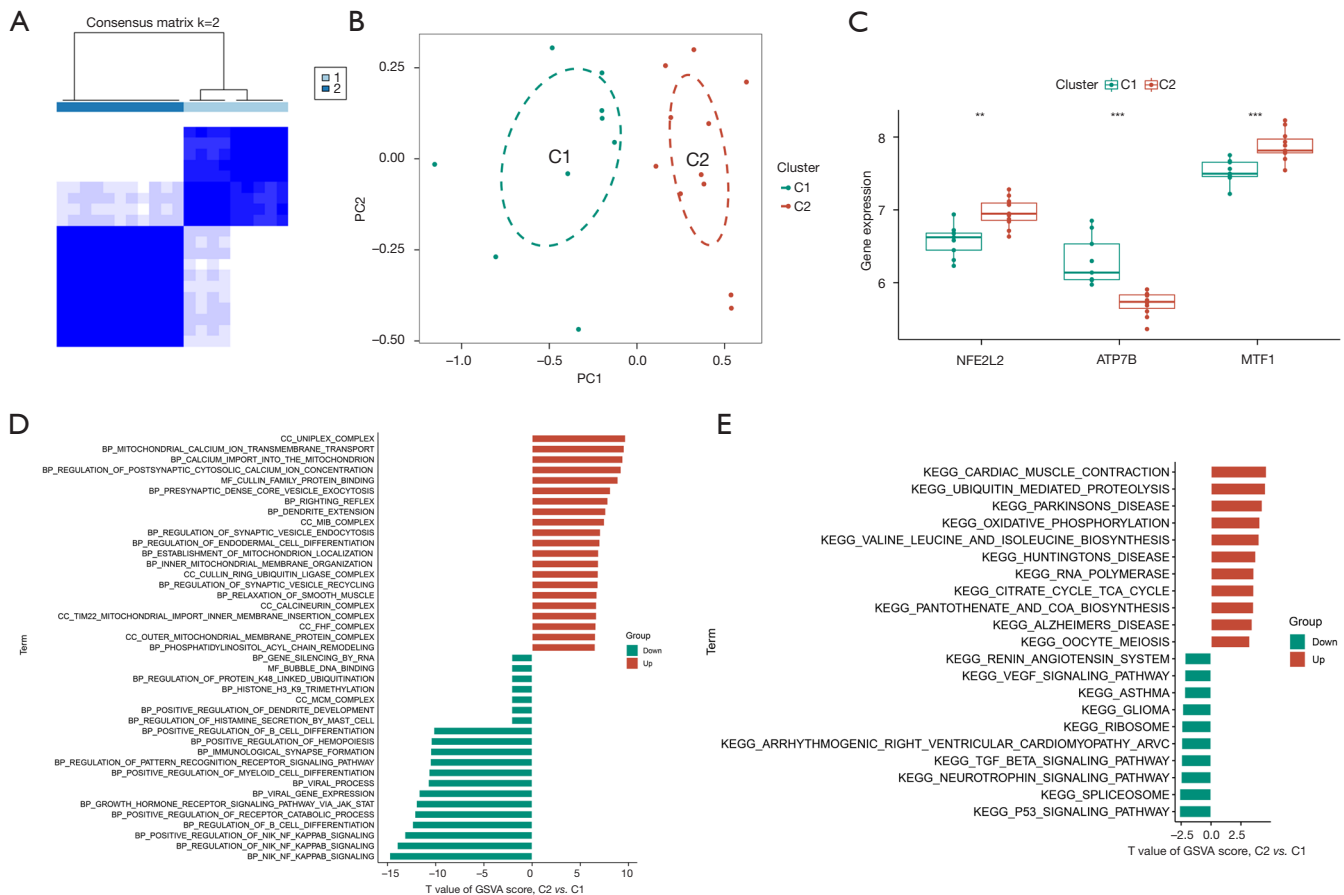 A
Consensus matrix k=2
1
2
B
0.25
0.00
−0.25
−0.50
PC2
C1
C2
−1.0
−0.5
0.0
0.5
PC1
Cluster
C1
C2
C
Cluster C1 C2
** *** ***
8
7
6
Gene expression
NFE2L2 ATP7B MTF1
D
CC_UNIPLEX_COMPLEX
BP_MITOCHONDRIAL_CALCIUM_ION_TRANSMEMBRANE_TRANSPORT
BP_CALCIUM_IMPORT_INTO_THE_MITOCHONDRION
BP_REGULATION_OF_POSTSYNAPTIC_CYTOSOLIC_CALCIUM_ION_CONCENTRATION
MF_CULLIN_FAMILY_PROTEIN_BINDING
BP_PRESYNAPTIC_DENSE_CORE_VESICLE_EXOCYTOSIS
BP_RIGHTING_REFLEX
BP_DENDRITE_EXTENSION
CC_MIB_COMPLEX
BP_REGULATION_OF_SYNAPTIC_VESICLE_ENDOCYTOSIS
BP_REGULATION_OF_ENDODERMAL_CELL_DIFFERENTIATION
BP_ESTABLISHMENT_OF_MITOCHONDRION_LOCALIZATION
BP_INNER_MITOCHONDRIAL_MEMBRANE_ORGANIZATION
CC_CULLIN_RING_UBIQUITIN_LIGASE_COMPLEX
BP_REGULATION_OF_SYNAPTIC_VESICLE_RECYCLING
BP_RELAXATION_OF_SMOOTH_MUSCLE
CC_CALCINEURIN_COMPLEX
CC_TIM22_MITOCHONDRIAL_IMPORT_INNER_MEMBRANE_INSERTION_COMPLEX
CC_FHF_COMPLEX
CC_OUTER_MITOCHONDRIAL_MEMBRANE_PROTEIN_COMPLEX
BP_PHOSPHATIDYLINOSITOL_ACYL_CHAIN_REMODELING
BP_GENE_SILENCING_BY_RNA
MF_BUBBLE_DNA_BINDING
BP_REGULATION_OF_PROTEIN_K48_LINKED_UBIQUITINATION
BP_HISTONE_H3_K9_TRIMETHYLATION
CC_MCM_COMPLEX
BP_POSITIVE_REGULATION_OF_DENDRITE_DEVELOPMENT
BP_REGULATION_OF_HISTAMINE_SECRETION_BY_MAST_CELL
BP_POSITIVE_REGULATION_OF_B_CELL_DIFFERENTIATION
BP_POSITIVE_REGULATION_OF_HEMOPOIESIS
BP_IMMUNOLOGICAL_SYNAPSE_FORMATION
BP_REGULATION_OF_PATTERN_RECOGNITION_RECEPTOR_SIGNALING_PATHWAY
BP_POSITIVE_REGULATION_OF_MYELOID_CELL_DIFFERENTIATION
BP_VIRAL_PROCESS
BP_VIRAL_GENE_EXPRESSION
BP_GROWTH_HORMONE_RECEPTOR_SIGNALING_PATHWAY_VIA_JAK_STAT
BP_POSITIVE_REGULATION_OF_RECEPTOR_CATABOLIC_PROCESS
BP_REGULATION_OF_B_CELL_DIFFERENTIATION
BP_POSITIVE_REGULATION_OF_NIK_NF_KAPPAB_SIGNALING
BP_REGULATION_OF_NIK_NF_KAPPAB_SIGNALING
BP_NIK_NF_KAPPAB_SIGNALING
Term
−15 −10 −5 0 5 10
T value of GSVA score, C2 vs. C1
Group
Down
Up
E
KEGG_CARDIAC_MUSCLE_CONTRACTION
KEGG_UBIQUITIN_MEDIATED_PROTEOLYSIS
KEGG_PARKINSONS_DISEASE
KEGG_OXIDATIVE_PHOSPHORYLATION
KEGG_VALINE_LEUCINE_AND_ISOLEUCINE_BIOSYNTHESIS
KEGG_HUNTINGTONS_DISEASE
KEGG_RNA_POLYMERASE
KEGG_CITRATE_CYCLE_TCA_CYCLE
KEGG_PANTOTHENATE_AND_COA_BIOSYNTHESIS
KEGG_ALZHEIMERS_DISEASE
KEGG_OOCYTE_MEIOSIS
KEGG_RENIN_ANGIOTENSIN_SYSTEM
KEGG_VEGF_SIGNALING_PATHWAY
KEGG_ASTHMA
KEGG_GLIOMA
KEGG_RIBOSOME
KEGG_ARRHYTHMOGENIC_RIGHT_VENTRICULAR_CARDIOMYOPATHY_ARVC
KEGG_TGF_BETA_SIGNALING_PATHWAY
KEGG_NEUROTROPHIN_SIGNALING_PATHWAY
KEGG_SPLICEOSOME
KEGG_P53_SIGNALING_PATHWAY
Term
−2.5 0.0 2.5
T value of GSVA score, C2 vs. C1
Group
Down
Up